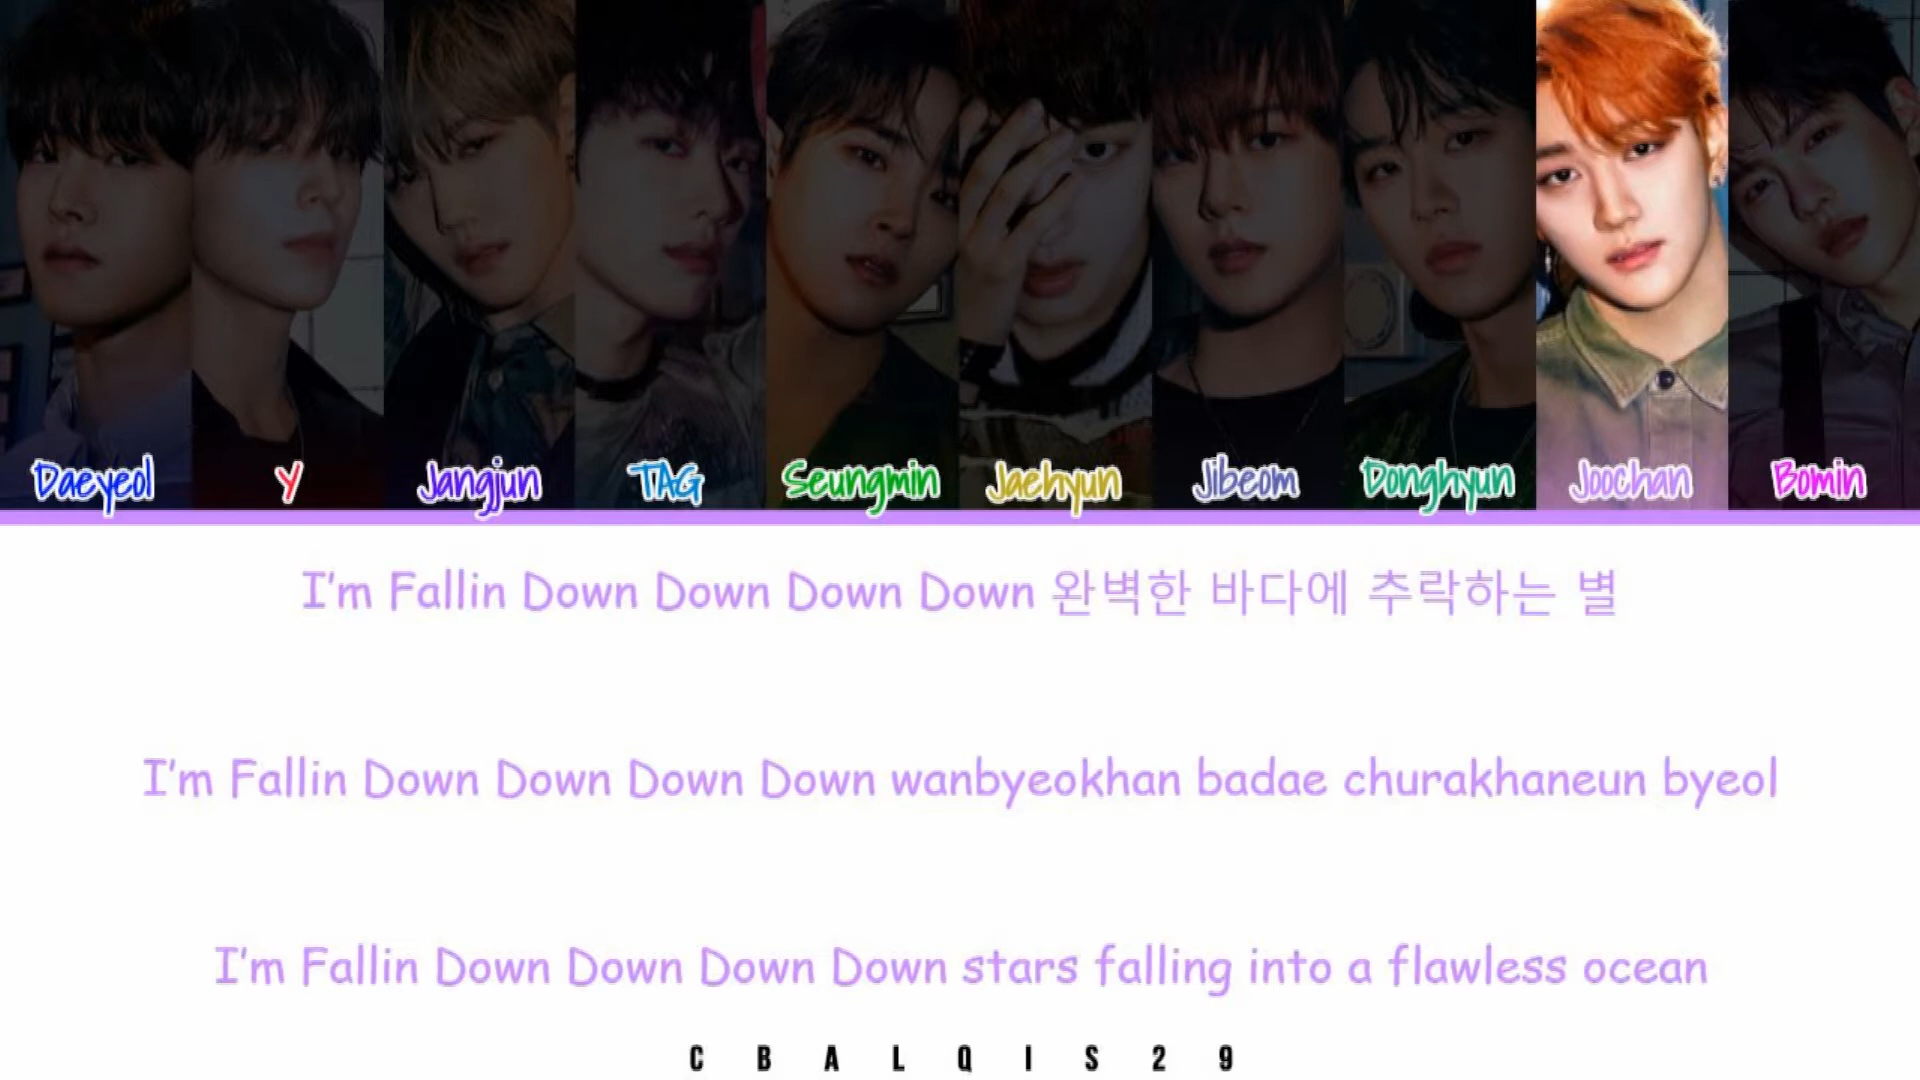 Daeyeol Y Jangjun TAG Seungmin Jaehyun Jibeom Donghyun Joochan Bomin
I'm Fallin Down Down Down Down 완벽한 바다에 추락하는 별
I'm Fallin Down Down Down Down wanbyeokhan badae churakhaneun byeol
I'm Fallin Down Down Down Down stars falling into a flawless ocean
CBALQIS29